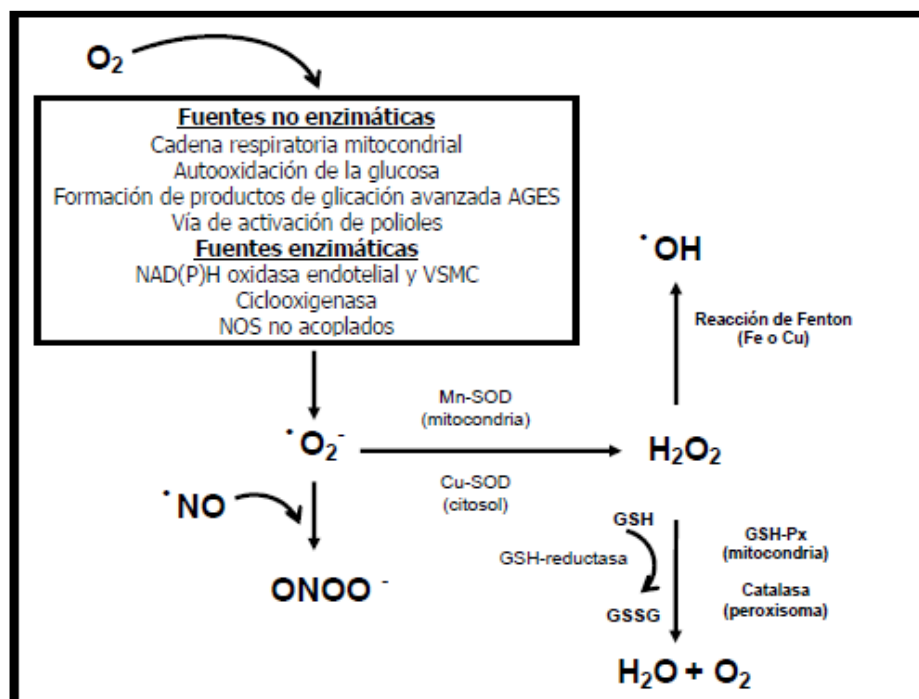 O₂
Fuentes no enzimáticas
Cadena respiratoria mitocondrial
Autooxidación de la glucosa
Formación de productos de glicación avanzada AGES
Vía de activación de polioles
Fuentes enzimáticas
NAD(P)H oxidasa endotelial y VSMC
Ciclooxigenasa
NOS no acoplados
˙OH
Reacción de Fenton
(Fe o Cu)
Mn-SOD
(mitocondria)
˙O₂⁻
H₂O₂
Cu-SOD
(citosol)
˙NO
GSH
GSH-Px
(mitocondria)
GSH-reductasa
ONOO⁻
Catalasa
(peroxisoma)
GSSG
H₂O + O₂